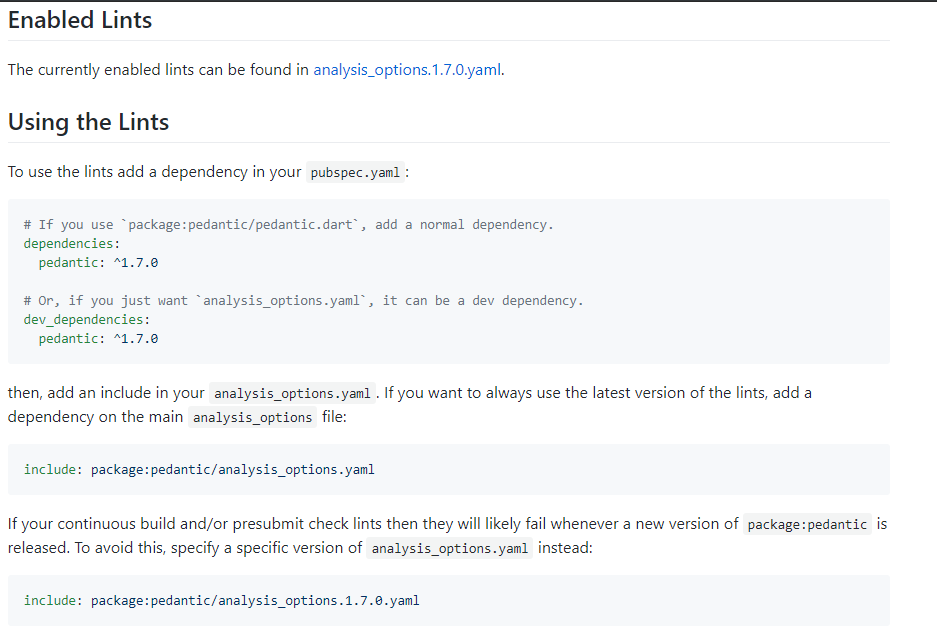 Enabled Lints
The currently enabled lints can be found in analysis_options.1.7.0.yaml.
Using the Lints
To use the lints add a dependency in your pubspec.yaml :
# If you use `package:pedantic/pedantic.dart`, add a normal dependency.
dependencies:
  pedantic: ^1.7.0
# Or, if you just want `analysis_options.yaml`, it can be a dev dependency.
dev_dependencies:
  pedantic: ^1.7.0
then, add an include in your analysis_options.yaml . If you want to always use the latest version of the lints, add a
dependency on the main analysis_options file:
include: package:pedantic/analysis_options.yaml
If your continuous build and/or presubmit check lints then they will likely fail whenever a new version of package:pedantic is
released. To avoid this, specify a specific version of analysis_options.yaml instead:
include: package:pedantic/analysis_options.1.7.0.yaml